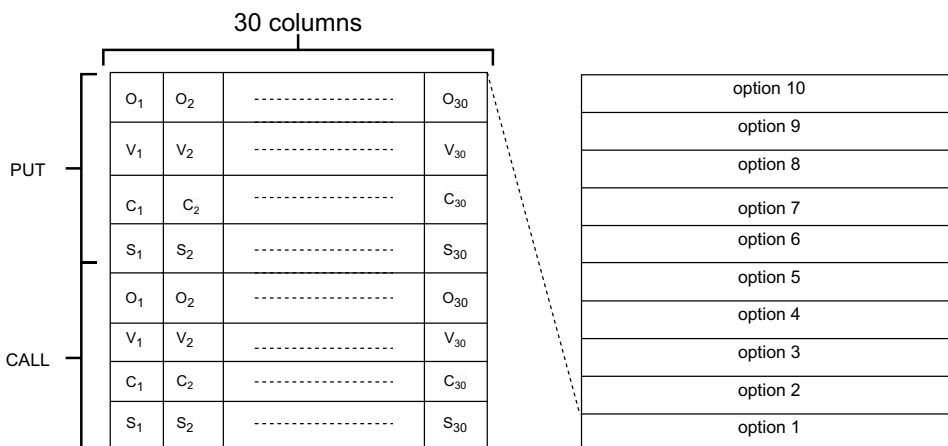 30 columns
PUT
CALL
O1 O2 O30
V1 V2 V30
C1 C2 C30
S1 S2 S30
O1 O2 O30
V1 V2 V30
C1 C2 C30
S1 S2 S30
option 10
option 9
option 8
option 7
option 6
option 5
option 4
option 3
option 2
option 1